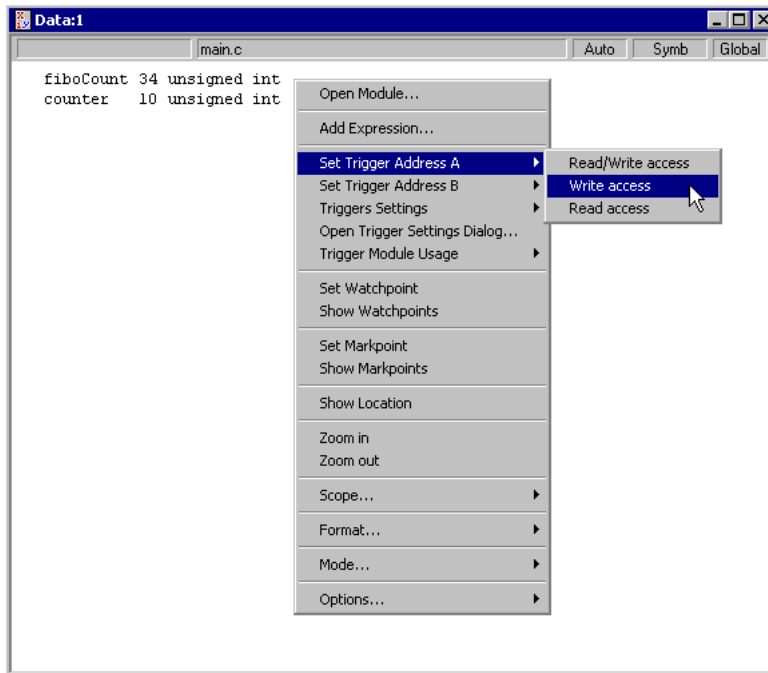 Data:1
main.c Auto Symb Global
fiboCount 34 unsigned int
counter 10 unsigned int
Open Module...
Add Expression...
Set Trigger Address A
Set Trigger Address B
Triggers Settings
Open Trigger Settings Dialog...
Trigger Module Usage
Set Watchpoint
Show Watchpoints
Set Markpoint
Show Markpoints
Show Location
Zoom in
Zoom out
Scope...
Format...
Mode...
Options...
Read/Write access
Write access
Read access